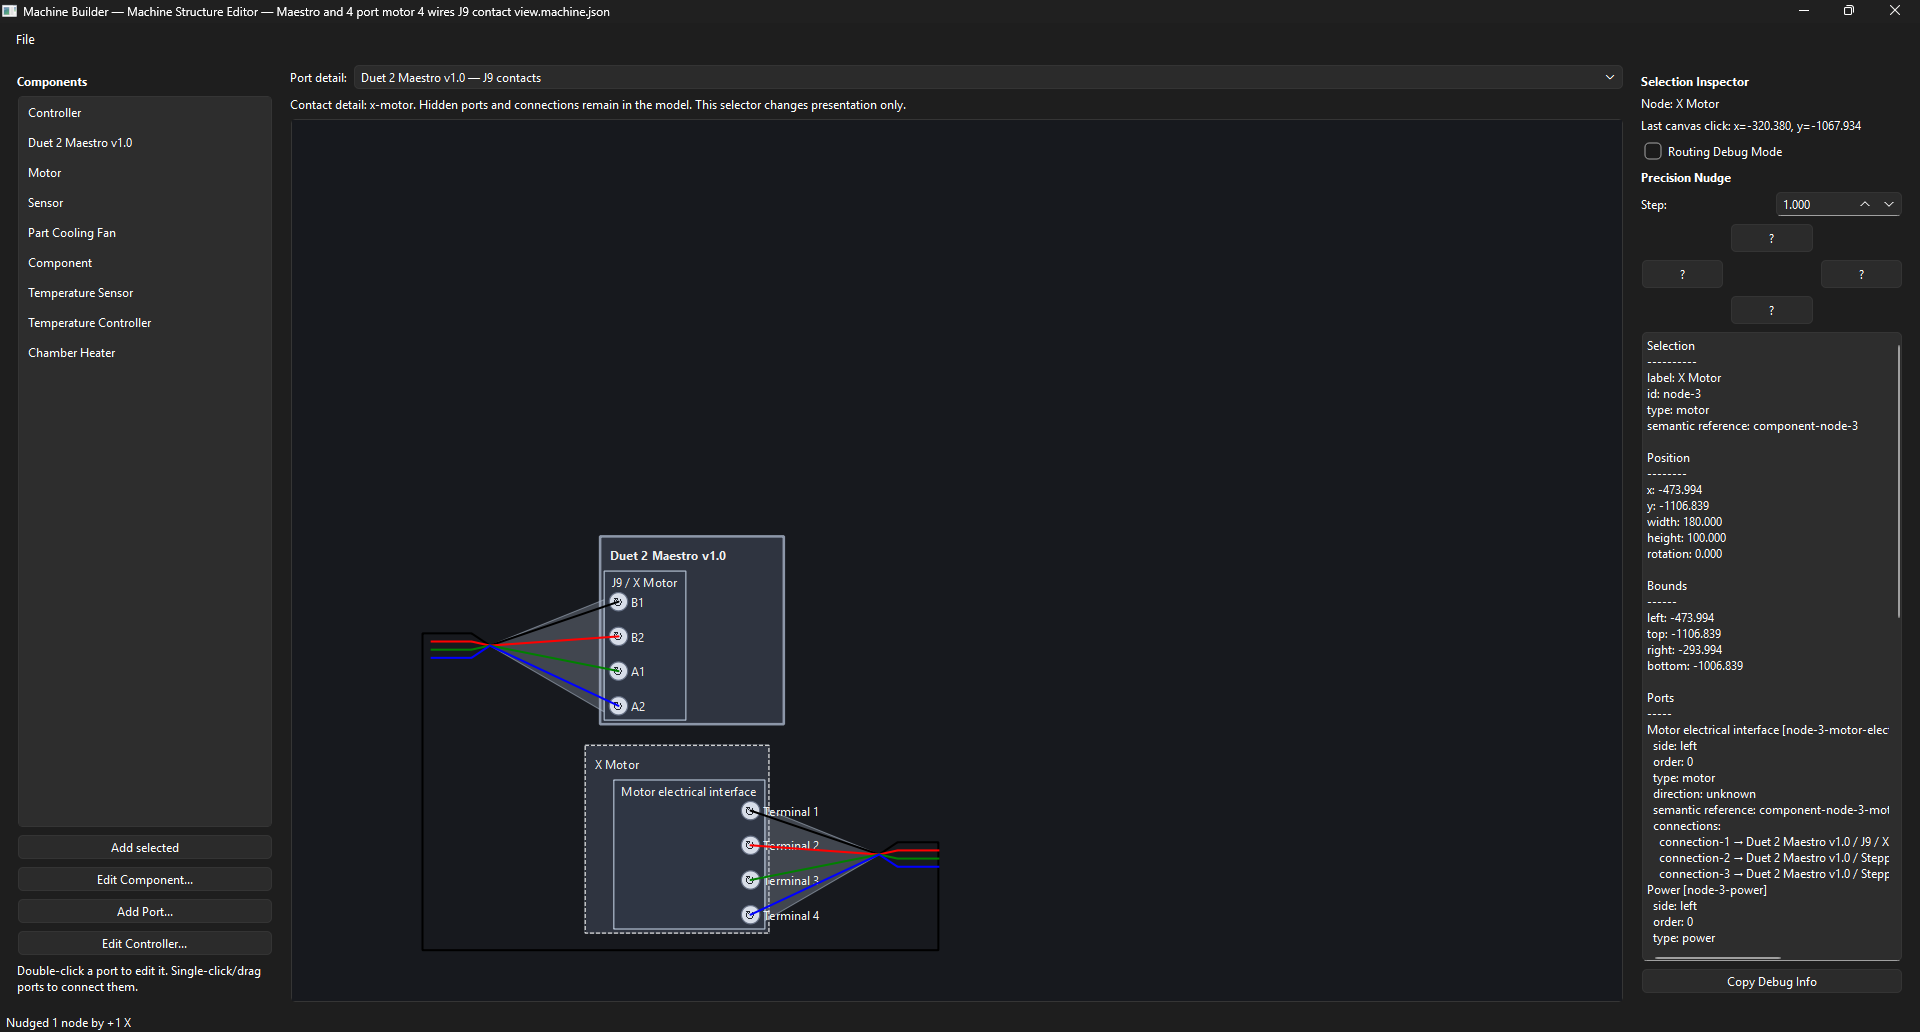 Machine Builder — Machine Structure Editor — Maestro and 4 port motor 4 wires J9 contact view.machine.json
File
Components
Controller
Duet 2 Maestro v1.0
Motor
Sensor
Part Cooling Fan
Component
Temperature Sensor
Temperature Controller
Chamber Heater
Add selected
Edit Component...
Add Port...
Edit Controller...
Double-click a port to edit it. Single-click/drag
ports to connect them.
Nudged 1 node by +1 X
Port detail:
Duet 2 Maestro v1.0 — J9 contacts
Contact detail: x-motor. Hidden ports and connections remain in the model. This selector changes presentation only.
Duet 2 Maestro v1.0
J9 / X Motor
B1
B2
A1
A2
X Motor
Motor electrical interface
Terminal 1
Terminal 2
Terminal 3
Terminal 4
Selection Inspector
Node: X Motor
Last canvas click: x=-320.380, y=-1067.934
Routing Debug Mode
Precision Nudge
Step:
1.000
?
?
?
?
Selection
----------
label: X Motor
id: node-3
type: motor
semantic reference: component-node-3
Position
--------
x: -473.994
y: -1106.839
width: 180.000
height: 100.000
rotation: 0.000
Bounds
------
left: -473.994
top: -1106.839
right: -293.994
bottom: -1006.839
Ports
-----
Motor electrical interface [node-3-motor-elec
side: left
order: 0
type: motor
direction: unknown
semantic reference: component-node-3-mot
connections:
connection-1 → Duet 2 Maestro v1.0 / J9 / X
connection-2 → Duet 2 Maestro v1.0 / Stepp
connection-3 → Duet 2 Maestro v1.0 / Stepp
Power [node-3-power]
side: left
order: 0
type: power
Copy Debug Info